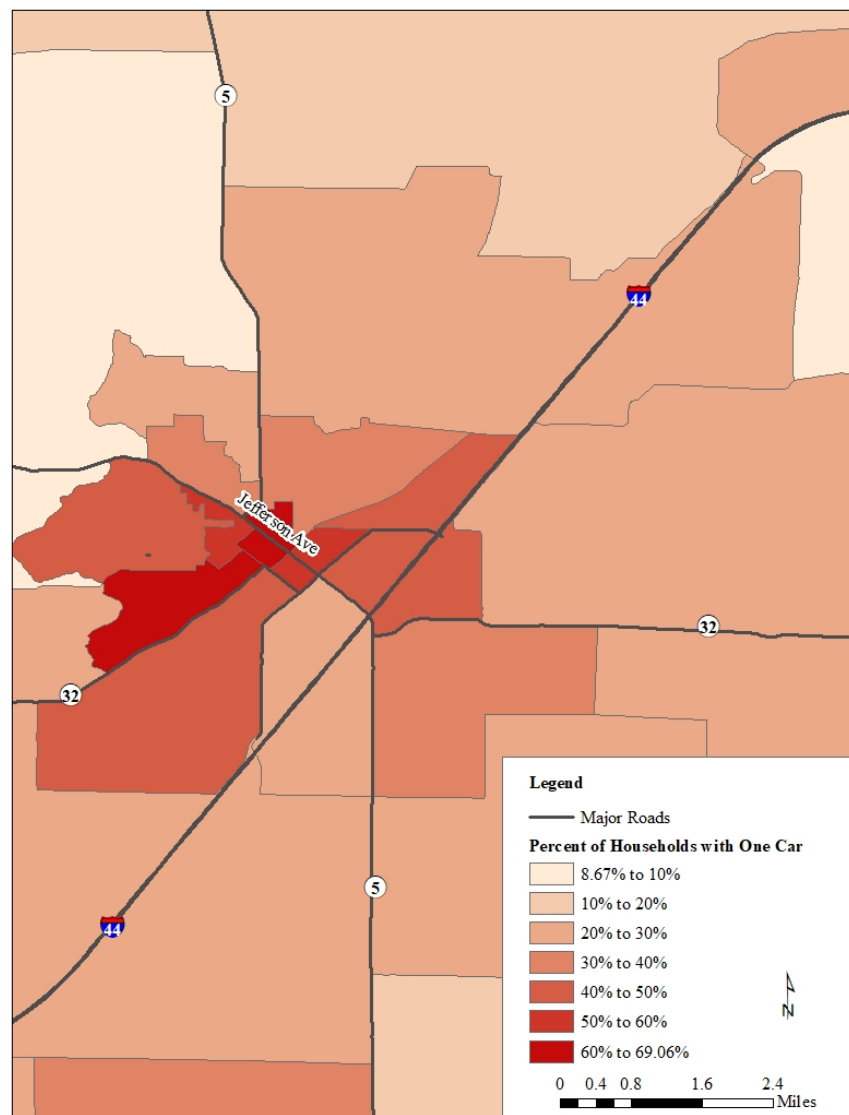 5
44
Jefferson Ave
32
32
5
44
Legend
Major Roads
Percent of Households with One Car
8.67% to 10%
10% to 20%
20% to 30%
30% to 40%
40% to 50%
50% to 60%
60% to 69.06%
N
0 0.4 0.8 1.6 2.4
Miles